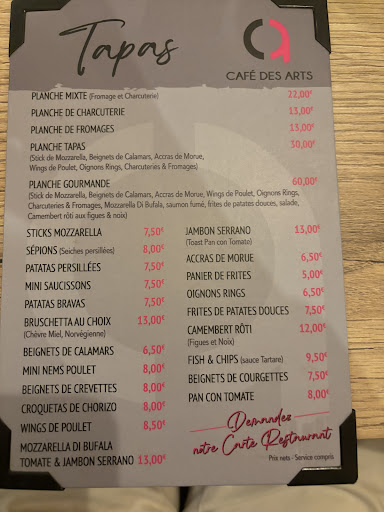 Tapas
CAFÉ DES ARTS
PLANCHE MIXTE (Fromage et Charcuterie) 22,00€
PLANCHE DE CHARCUTERIE 13,00€
PLANCHE DE FROMAGES 13,00€
PLANCHE TAPAS 30,00€
(Stick de Mozzarella, Beignets de Calamars, Accras de Morue,
Wings de Poulet, Oignons Rings, Charcuteries & Fromages)
PLANCHE GOURMANDE 60,00€
(Stick de Mozzarella, Beignets de Calamars, Accras de Morue, Wings de Poulet, Oignons Rings,
Charcuteries & Fromages, Mozzarella Di Bufala, saumon fumé, frites de patates douces, salade,
Camembert rôti aux figues & noix)
STICKS MOZZARELLA 7,50€
SÉPIONS (Seiches persillées) 8,00€
PATATAS PERSILLÉES 7,50€
MINI SAUCISSONS 7,50€
PATATAS BRAVAS 7,50€
BRUSCHETTA AU CHOIX 13,00€
(Chèvre Miel, Norvégienne)
BEIGNETS DE CALAMARS 6,50€
MINI NEMS POULET 8,00€
BEIGNETS DE CREVETTES 8,00€
CROQUETAS DE CHORIZO 8,00€
WINGS DE POULET 8,50€
MOZZARELLA DI BUFALA
TOMATE & JAMBON SERRANO 13,00€
JAMBON SERRANO 13,00€
(Toast Pan con Tomate)
ACCRAS DE MORUE 6,50€
PANIER DE FRITES 5,00€
OIGNONS RINGS 6,50€
FRITES DE PATATES DOUCES 7,50€
CAMEMBERT RÔTI 12,00€
(Figues et Noix)
FISH & CHIPS (sauce Tartare) 9,50€
BEIGNETS DE COURGETTES 7,50€
PAN CON TOMATE 8,00€
Demandez
notre Carte Restaurant
Prix nets - Service compris